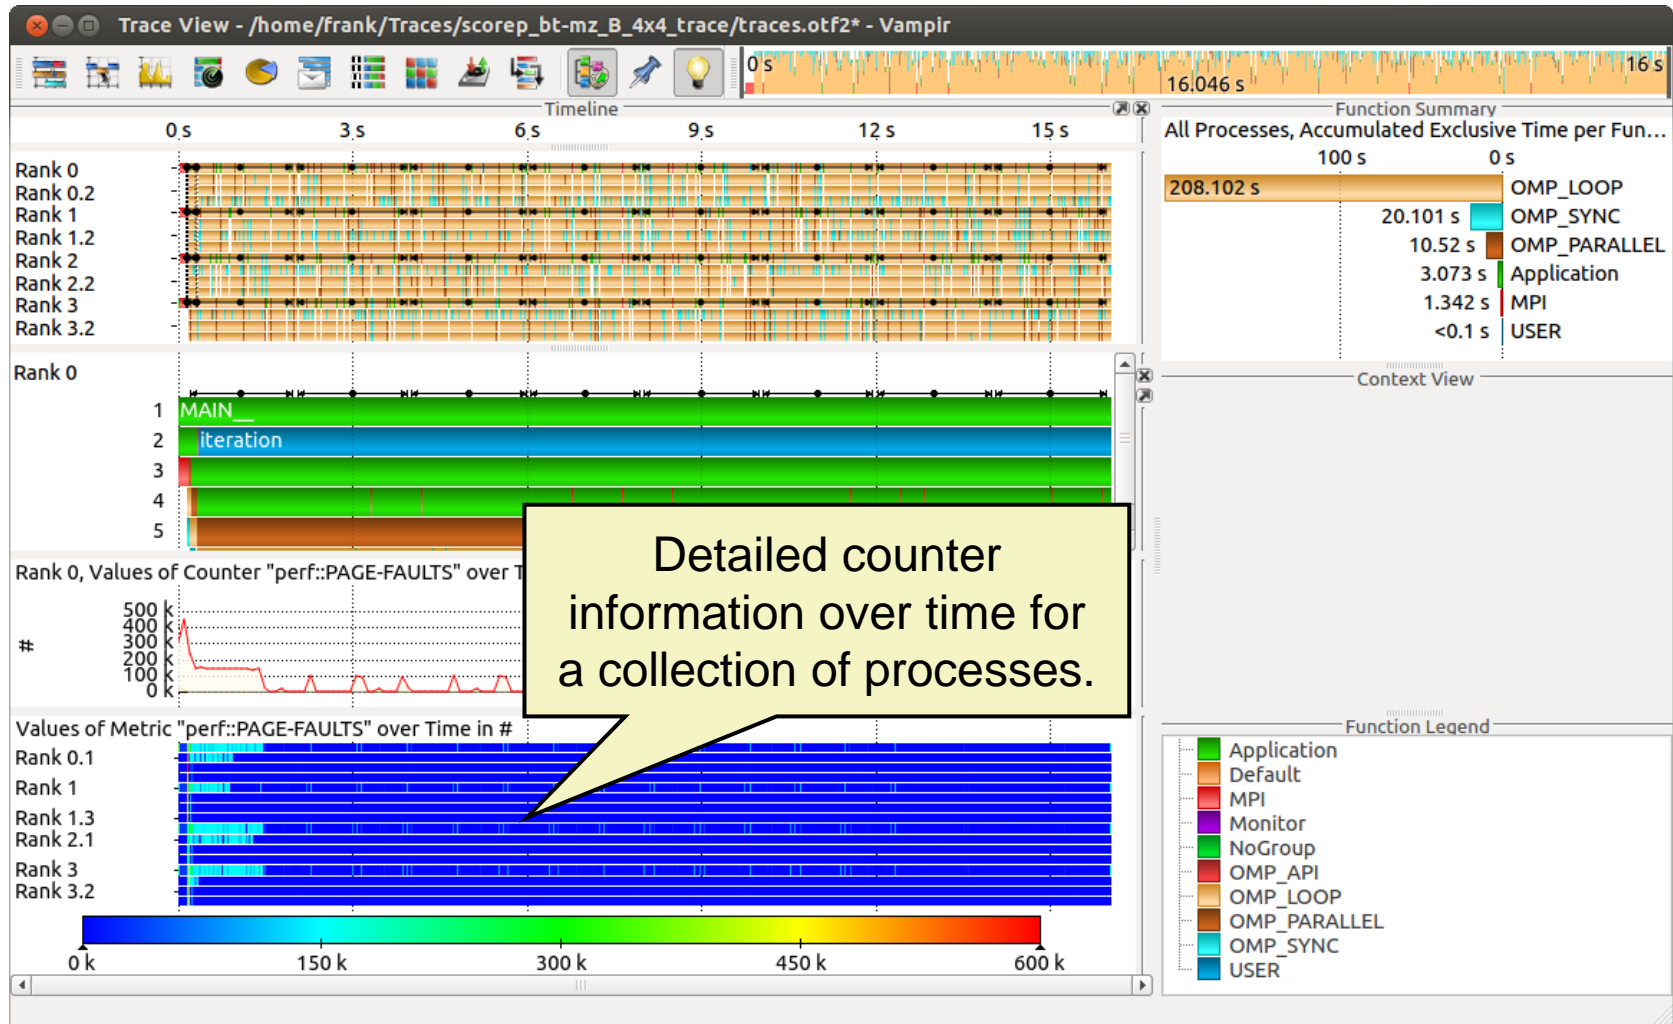 Trace View - /home/frank/Traces/scorep_bt-mz_B_4x4_trace/traces.otf2* - Vampir
0 s
16 s
16.046 s
Timeline
0 s 3 s 6 s 9 s 12 s 15 s
Rank 0
Rank 0.2
Rank 1
Rank 1.2
Rank 2
Rank 2.2
Rank 3
Rank 3.2
Rank 0
1 MAIN__
2 iteration
3
4
5
Rank 0, Values of Counter "perf::PAGE-FAULTS" over T
500 k
400 k
300 k
200 k
100 k
0 k
#
Detailed counter
information over time for
a collection of processes.
Values of Metric "perf::PAGE-FAULTS" over Time in #
Rank 0.1
Rank 1
Rank 1.3
Rank 2.1
Rank 3
Rank 3.2
0 k 150 k 300 k 450 k 600 k
Function Summary
All Processes, Accumulated Exclusive Time per Fun...
100 s 0 s
208.102 s OMP_LOOP
20.101 s OMP_SYNC
10.52 s OMP_PARALLEL
3.073 s Application
1.342 s MPI
<0.1 s USER
Context View
Function Legend
Application
Default
MPI
Monitor
NoGroup
OMP_API
OMP_LOOP
OMP_PARALLEL
OMP_SYNC
USER